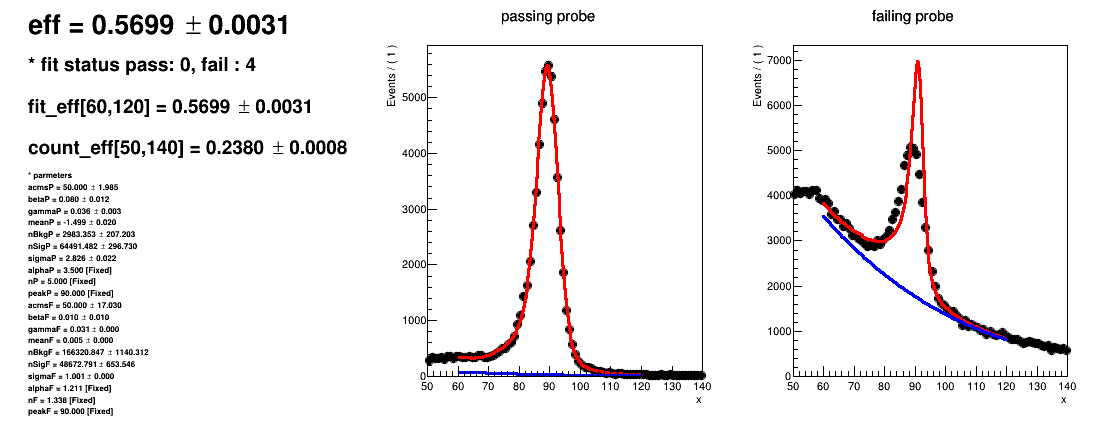 eff = 0.5699 ± 0.0031
* fit status pass: 0, fail : 4
fit_eff[60,120] = 0.5699 ± 0.0031
count_eff[50,140] = 0.2380 ± 0.0008
* parmeters
acmsP = 50.000 ± 1.985
betaP = 0.080 ± 0.012
gammaP = 0.036 ± 0.003
meanP = -1.499 ± 0.020
nBkgP = 2983.353 ± 207.203
nSigP = 64491.482 ± 296.730
sigmaP = 2.826 ± 0.022
alphaP = 3.500 [Fixed]
nP = 5.000 [Fixed]
peakP = 90.000 [Fixed]
acmsF = 50.000 ± 17.030
betaF = 0.010 ± 0.010
gammaF = 0.031 ± 0.000
meanF = 0.005 ± 0.000
nBkgF = 166320.847 ± 1140.312
nSigF = 48672.791 ± 653.546
sigmaF = 1.001 ± 0.000
alphaF = 1.211 [Fixed]
nF = 1.338 [Fixed]
peakF = 90.000 [Fixed]
passing probe
Events / ( 1 )
5000
4000
3000
2000
1000
0
50 60 70 80 90 100 110 120 130 140
x
failing probe
Events / ( 1 )
7000
6000
5000
4000
3000
2000
1000
0
50 60 70 80 90 100 110 120 130 140
x